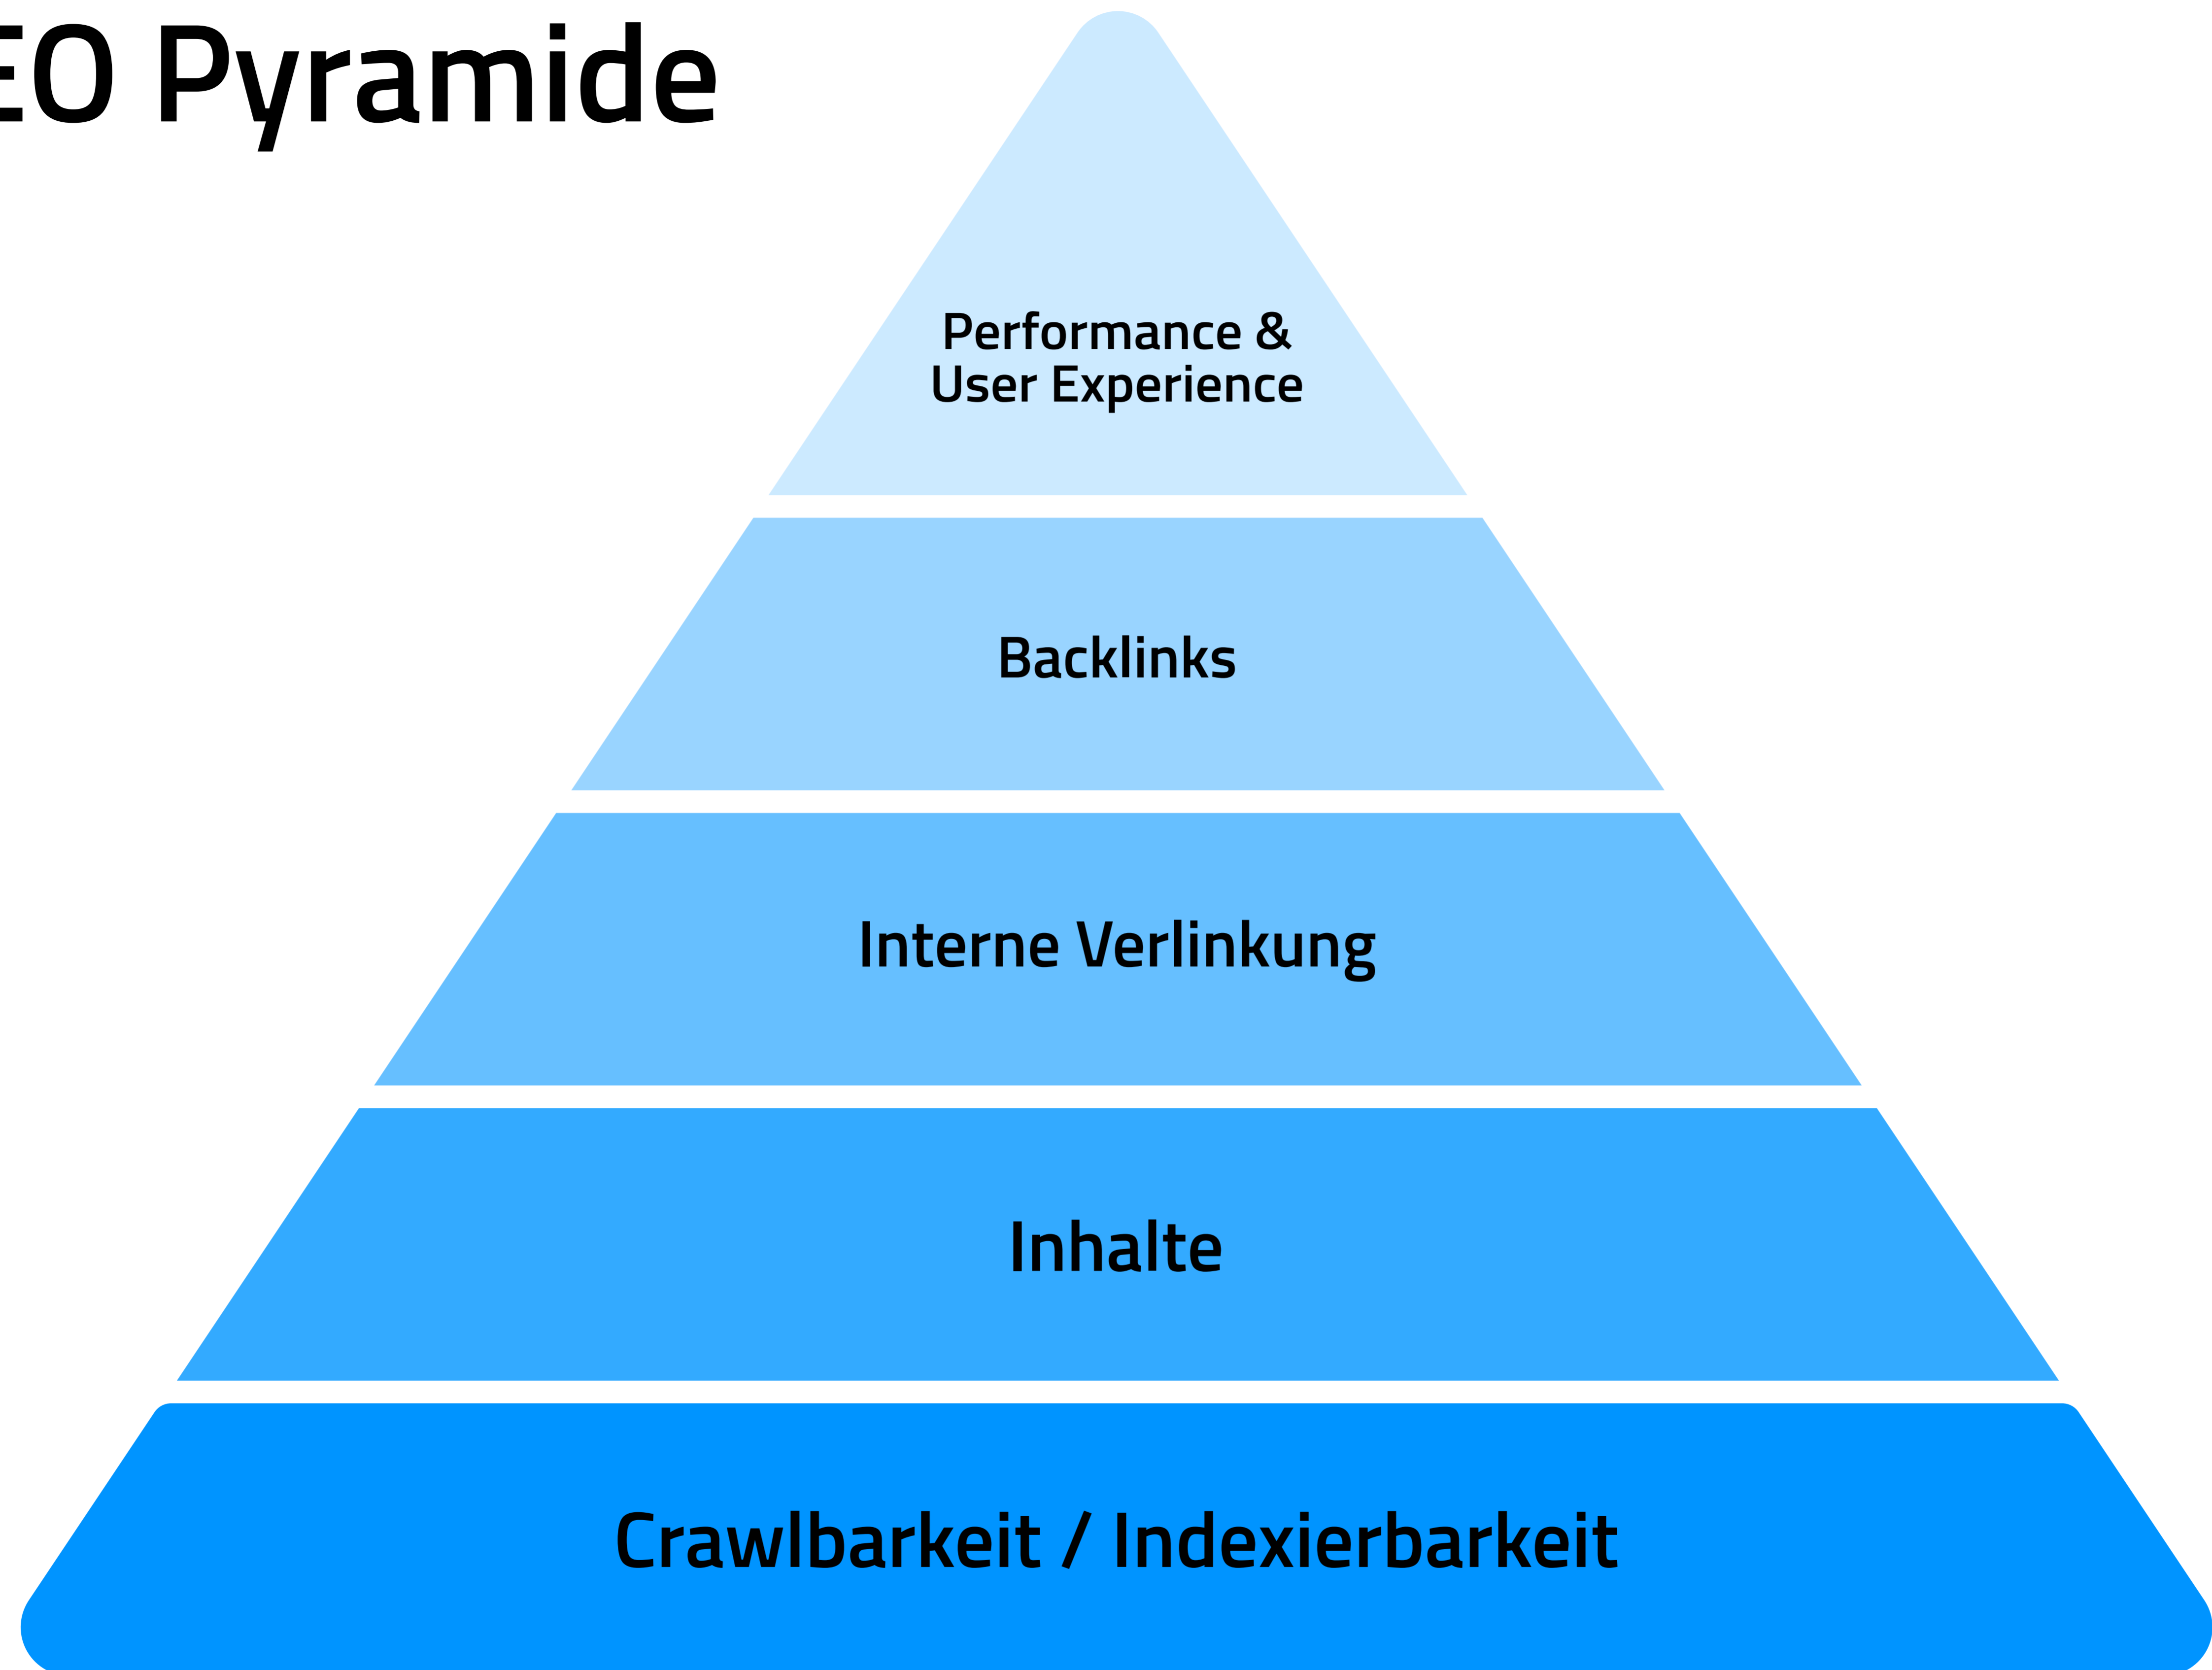 EO Pyramide
Performance &
User Experience
Backlinks
Interne Verlinkung
Inhalte
Crawlbarkeit / Indexierbarkeit